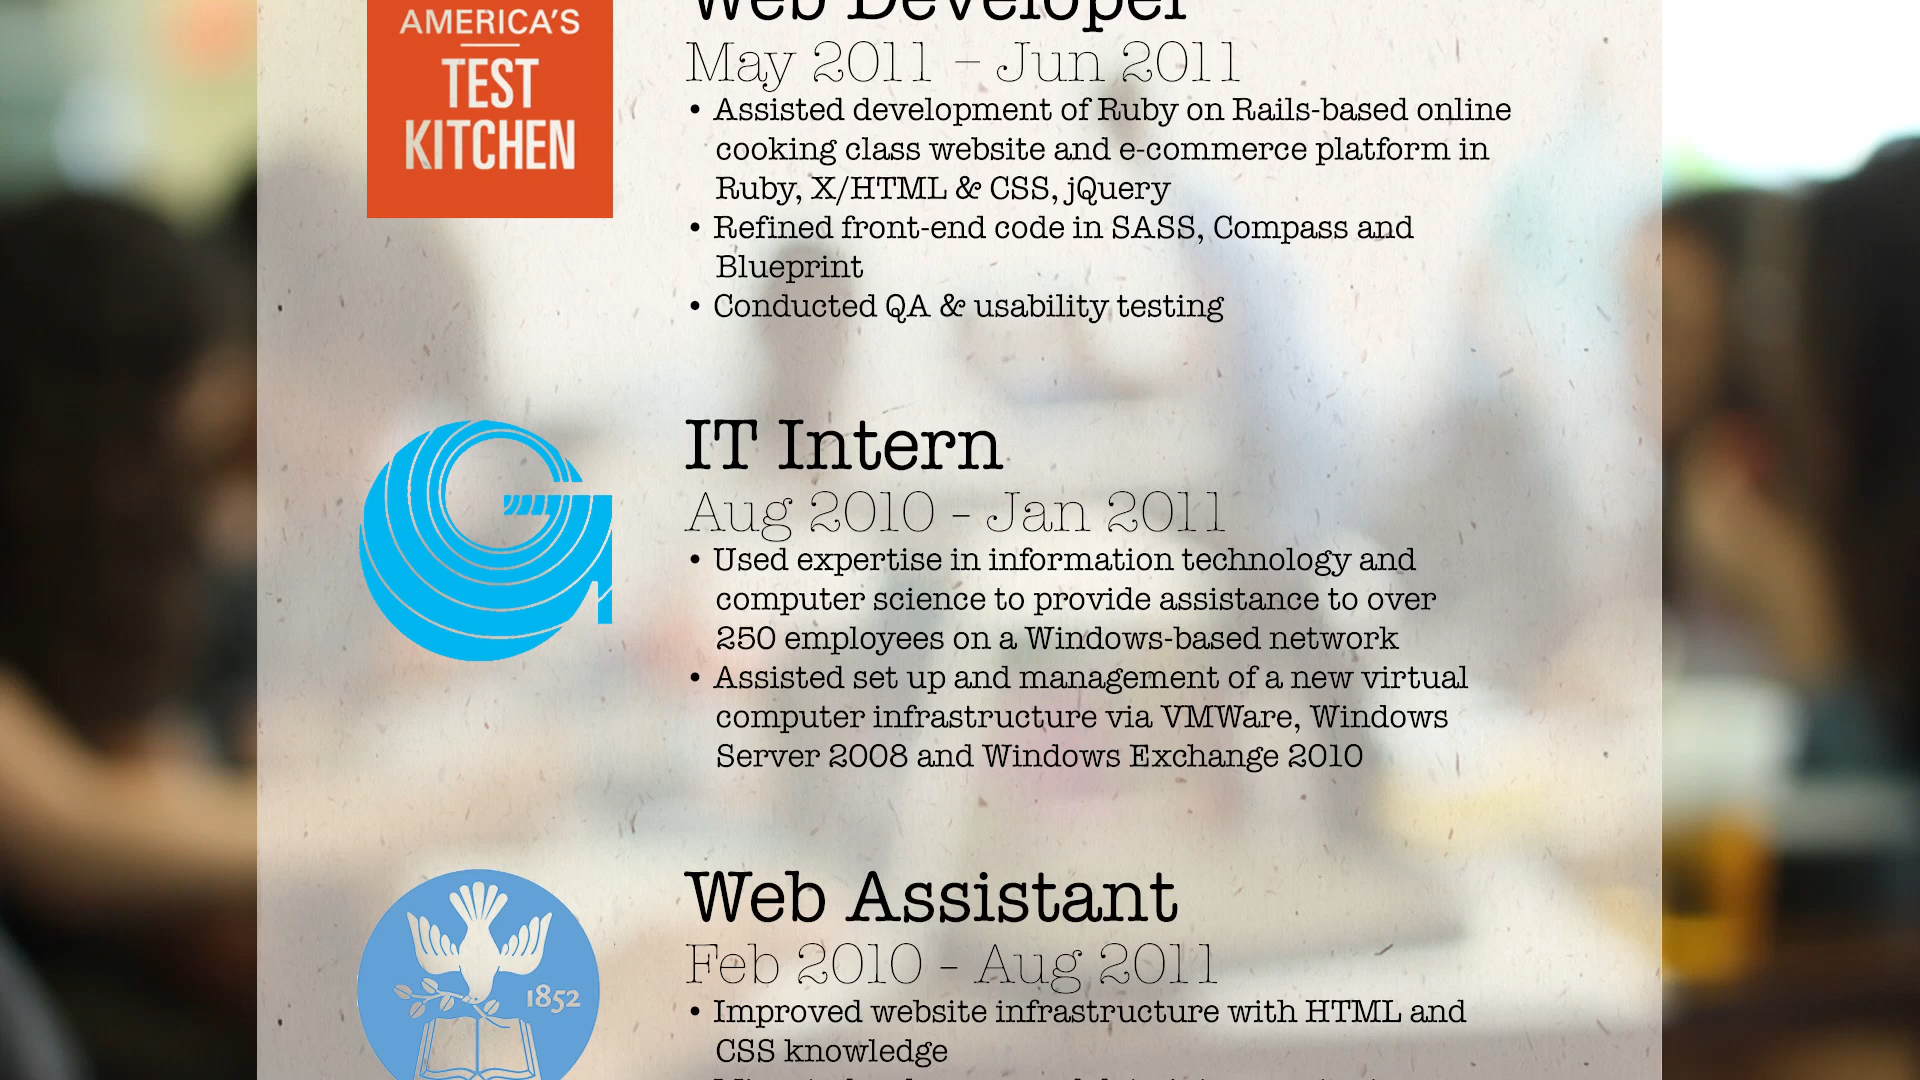 AMERICA'S
TEST
KITCHEN
Web Developer
May 2011 – Jun 2011
• Assisted development of Ruby on Rails-based online
cooking class website and e-commerce platform in
Ruby, X/HTML & CSS, jQuery
• Refined front-end code in SASS, Compass and
Blueprint
• Conducted QA & usability testing
IT Intern
Aug 2010 - Jan 2011
• Used expertise in information technology and
computer science to provide assistance to over
250 employees on a Windows-based network
• Assisted set up and management of a new virtual
computer infrastructure via VMWare, Windows
Server 2008 and Windows Exchange 2010
1852
Web Assistant
Feb 2010 - Aug 2011
• Improved website infrastructure with HTML and
CSS knowledge